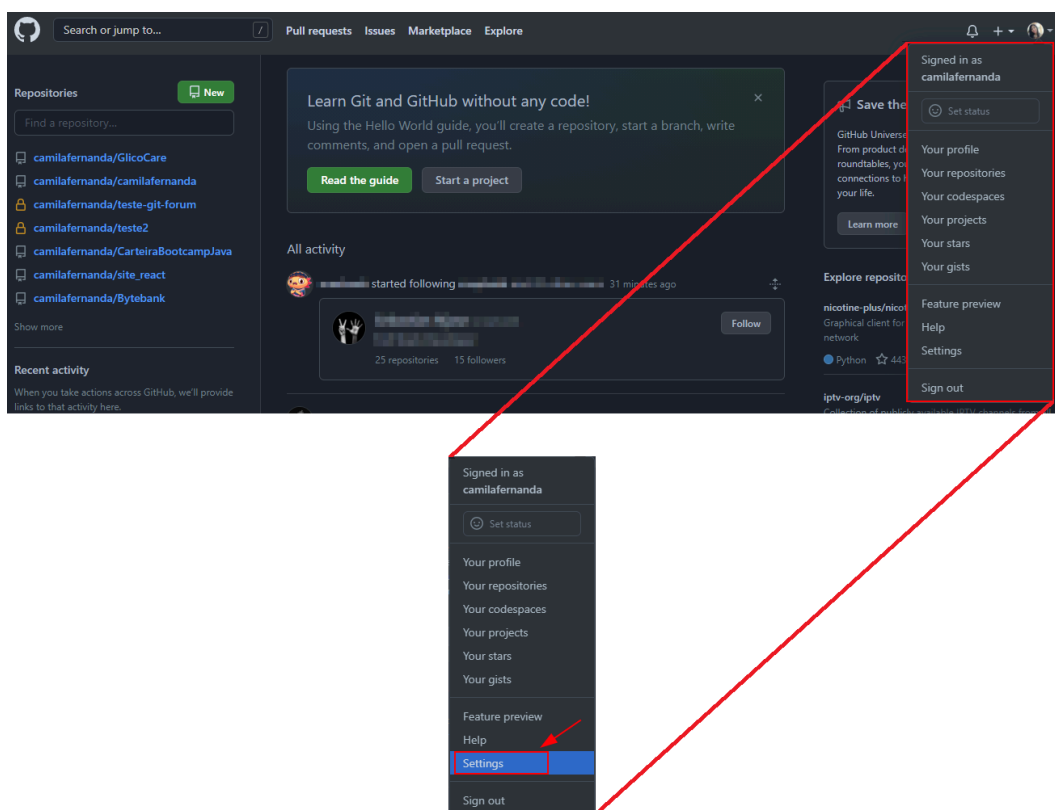 Search or jump to... /
Pull requests Issues Marketplace Explore
Repositories
New
Find a repository...
camilafernanda/GlicoCare
camilafernanda/camilafernanda
camilafernanda/teste-git-forum
camilafernanda/teste2
camilafernanda/CarteiraBootcampJava
camilafernanda/site_react
camilafernanda/Bytebank
Show more
Recent activity
When you take actions across GitHub, we'll provide
links to that activity here.
Learn Git and GitHub without any code!
Using the Hello World guide, you'll create a repository, start a branch, write
comments, and open a pull request.
Read the guide
Start a project
All activity
started following 31 minutes ago
Follow
25 repositories 15 followers
Save the
GitHub Universe
From product
roundtables,
connections to
your life.
Learn more
Explore
nicotine-plus/
Graphical client for
network
Python 443
iptv-org/iptv
Collection of publicly available IPTV channels from
Signed in as
camilafernanda
Set status
Your profile
Your repositories
Your codespaces
Your projects
Your stars
Your gists
Feature preview
Help
Settings
Sign out
Signed in as
camilafernanda
Set status
Your profile
Your repositories
Your codespaces
Your projects
Your stars
Your gists
Feature preview
Help
Settings
Sign out